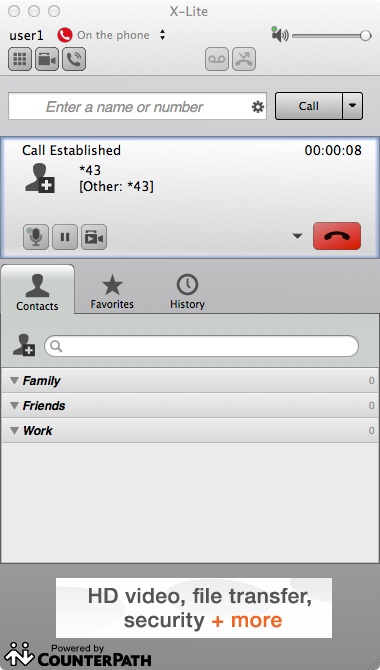 X-Lite
user1 On the phone
Enter a name or number Call
Call Established 00:00:08
*43
[Other: *43]
Contacts Favorites History
Family 0
Friends 0
Work 0
HD video, file transfer,
security + more
Powered by
COUNTERPATH